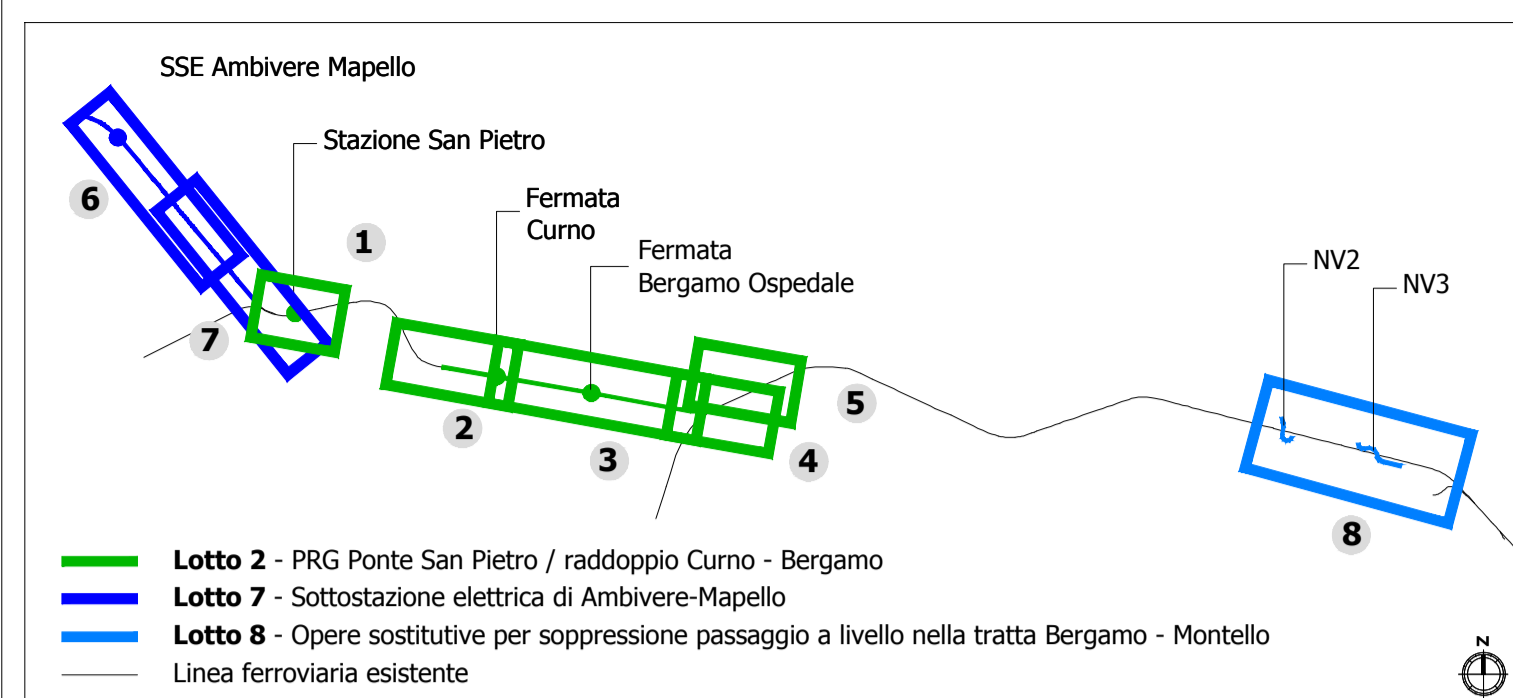 SSE Ambivere Mapello
Stazione San Pietro
6
1
Fermata
Curno
Fermata
Bergamo Ospedale
NV2
NV3
7
2
3
5
4
8
Lotto 2 - PRG Ponte San Pietro / raddoppio Curno - Bergamo
Lotto 7 - Sottostazione elettrica di Ambivere-Mapello
Lotto 8 - Opere sostitutive per soppressione passaggio a livello nella tratta Bergamo - Montello
Linea ferroviaria esistente
N